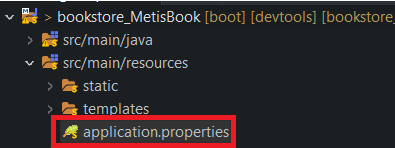 > bookstore_MetisBook [boot] [devtools] [bookstore_
src/main/java
src/main/resources
static
templates
application.properties